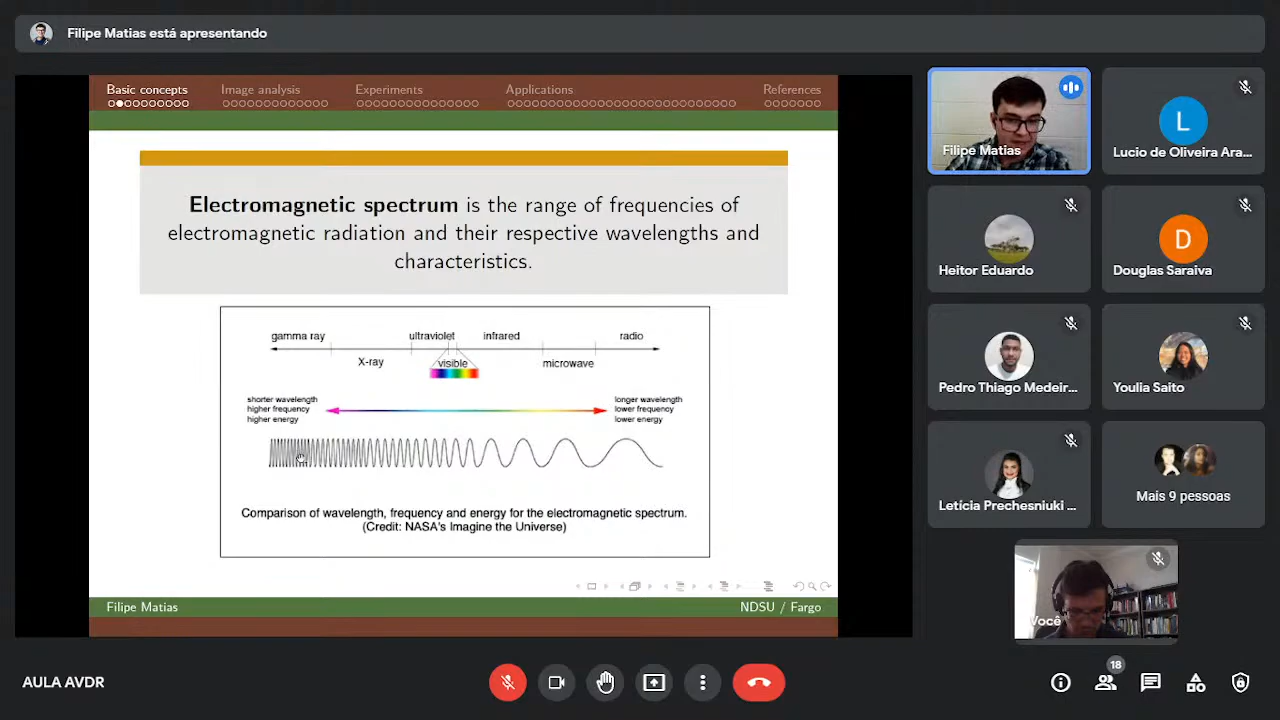 Filipe Matias está apresentando
Basic concepts Image analysis Experiments Applications References
Electromagnetic spectrum is the range of frequencies of
electromagnetic radiation and their respective wavelengths and
characteristics.
gamma ray ultraviolet infrared radio
X-ray visible microwave
shorter wavelength
higher frequency
higher energy
longer wavelength
lower frequency
lower energy
Comparison of wavelength, frequency and energy for the electromagnetic spectrum.
(Credit: NASA's Imagine the Universe)
Filipe Matias NDSU / Fargo
Filipe Matias
L
Lucio de Oliveira Ara...
Heitor Eduardo
D
Douglas Saraiva
Pedro Thiago Medeir...
Youlia Saito
Letícia Prechesniuki ...
Mais 9 pessoas
Você
AULA AVDR
18